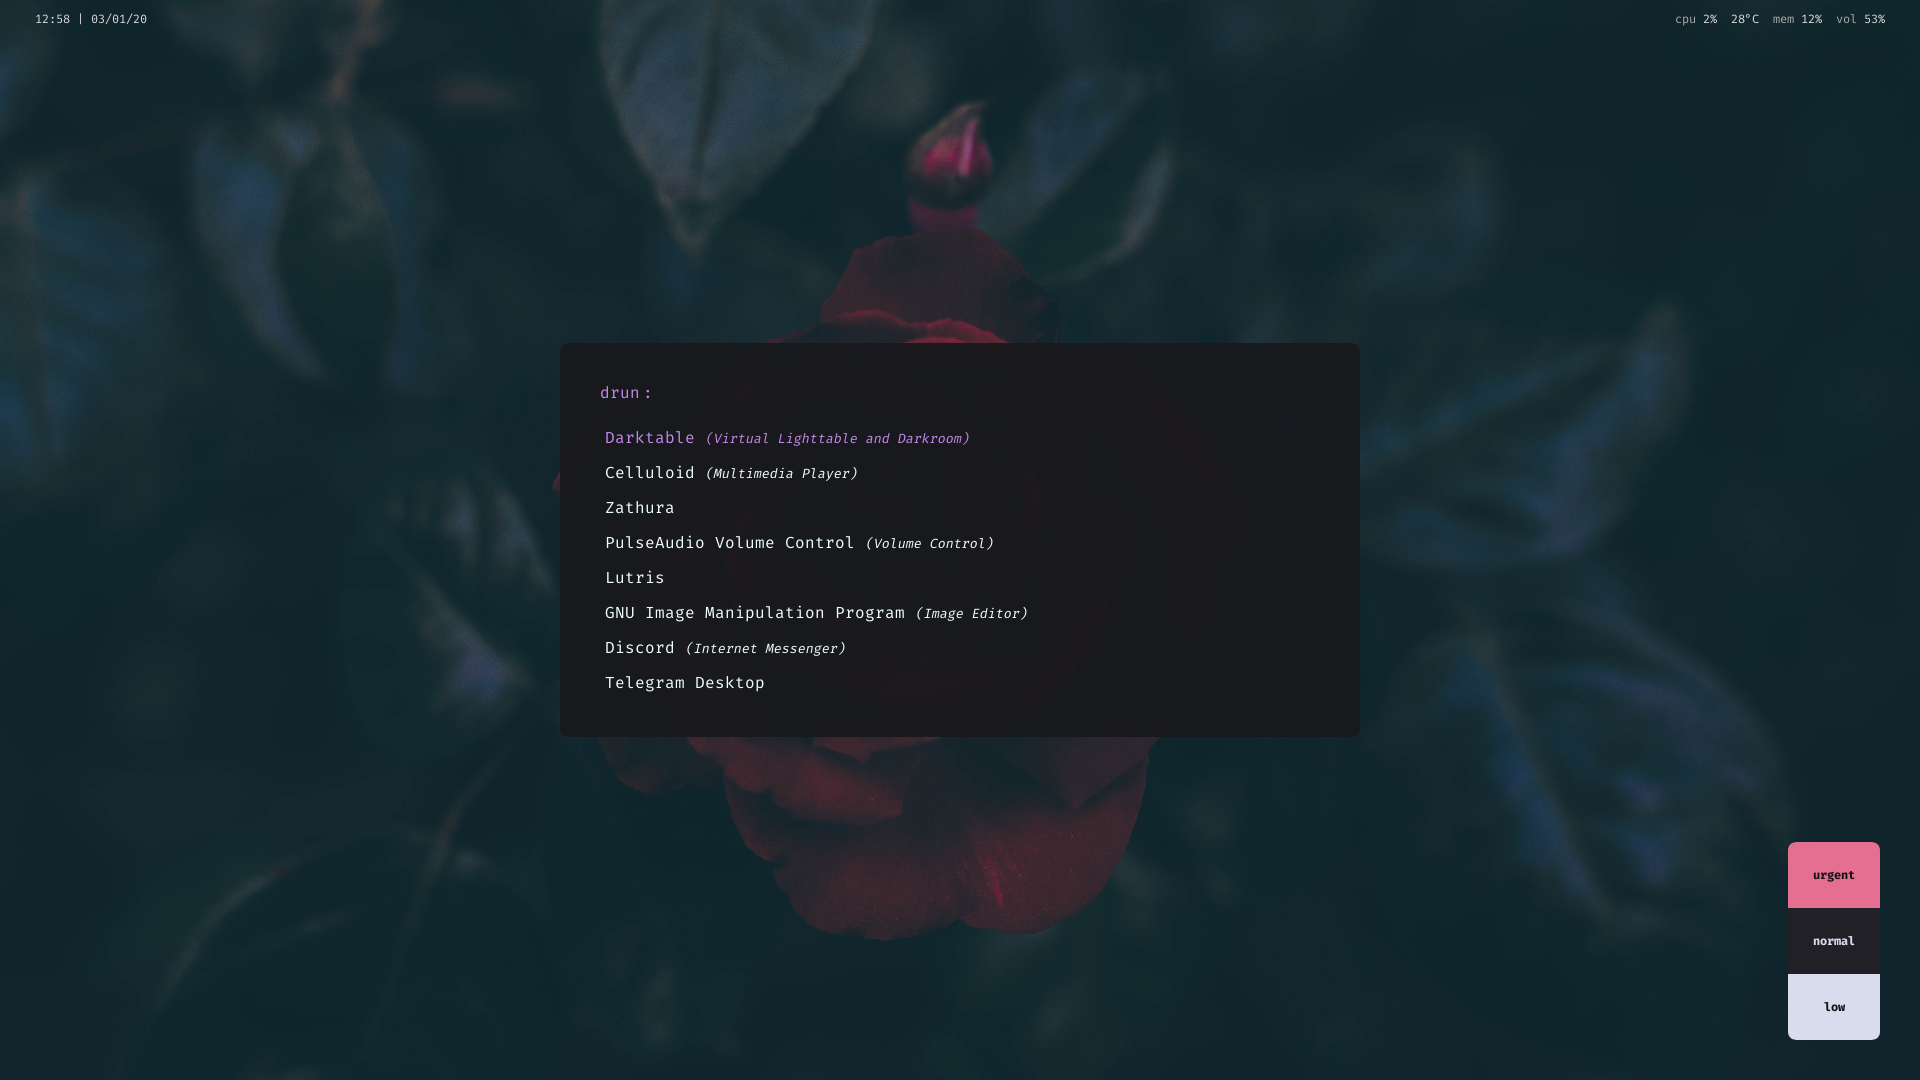 12:58 | 03/01/20
cpu 2% 28°C mem 12% vol 53%
drun :
Darktable (Virtual Lighttable and Darkroom)
Celluloid (Multimedia Player)
Zathura
PulseAudio Volume Control (Volume Control)
Lutris
GNU Image Manipulation Program (Image Editor)
Discord (Internet Messenger)
Telegram Desktop
urgent
normal
low